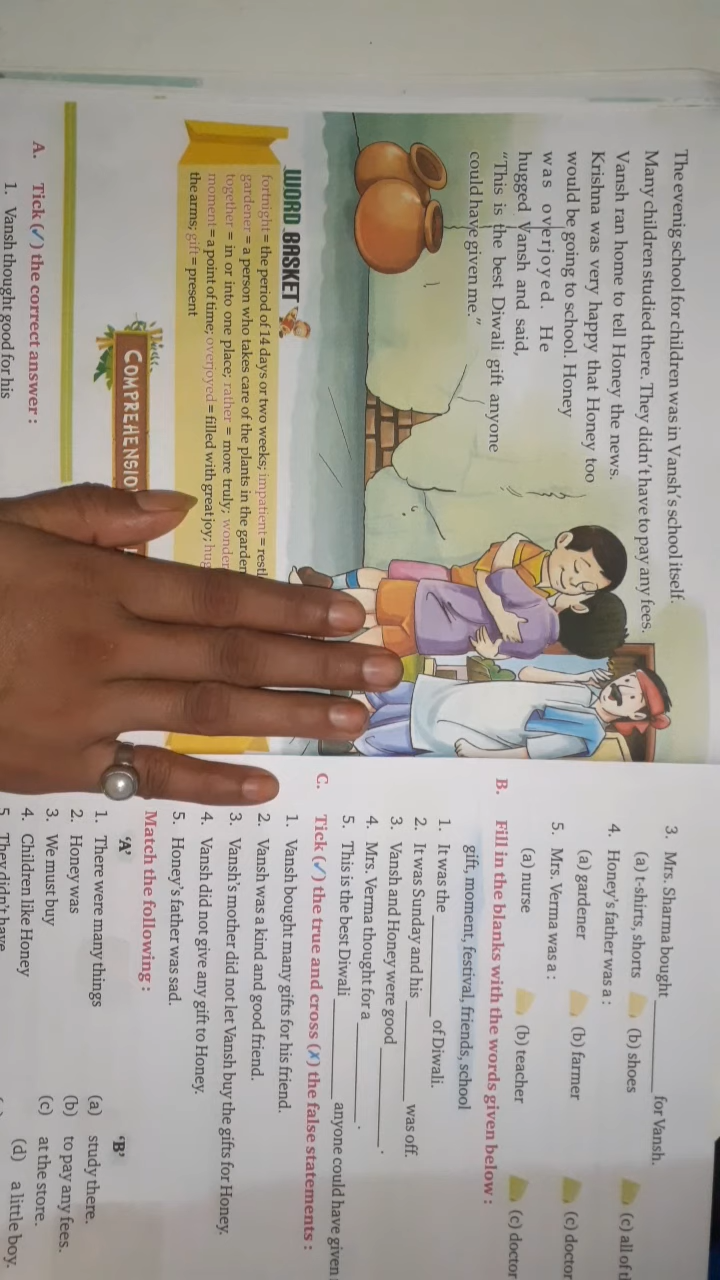 The evenig school for children was in Vansh's school itself.
Many children studied there. They didn't have to pay any fees.
Vansh ran home to tell Honey the news.
Krishna was very happy that Honey too
would be going to school. Honey
was overjoyed. He
hugged Vansh and said,
"This is the best Diwali gift anyone
could have given me."
WORD BASKET
fortnight = the period of 14 days or two weeks; impatient =
gardener = a person who takes care of the plants in the garden
together = in or into one place; rather = more truly; wonder
moment = a point of time; overjoyed = filled with great joy;
the arms; gift = present
A. Tick (✓) the correct answer :
1. Vansh thought good for his
3. Mrs. Sharma bought ________ for Vansh.
(a) t-shirts, shorts (b) shoes (c) all of
4. Honey's father was a :
(a) gardener (b) farmer (c) doctor
5. Mrs. Verma was a :
(a) nurse (b) teacher (c) doctor
B. Fill in the blanks with the words given below :
gift, moment, festival, friends, school
1. It was the ________ of Diwali.
2. It was Sunday and his ________ was off.
3. Vansh and Honey were good ________.
4. Mrs. Verma thought for a ________.
5. This is the best Diwali ________ anyone could have given
C. Tick (✓) the true and cross (✗) the false statements :
1. Vansh bought many gifts for his friend.
2. Vansh was a kind and good friend.
3. Vansh's mother did not let Vansh buy the gifts for Honey.
4. Vansh did not give any gift to Honey.
5. Honey's father was sad.
Match the following :
'A' 'B'
1. There were many things (a) study there.
2. Honey was (b) to pay any fees.
3. We must buy (c) at the store.
4. Children like Honey (d) a little boy.
5. They didn't have